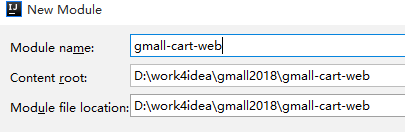 New Module
Module name: gmall-cart-web
Content root: D:\work4idea\gmall2018\gmall-cart-web
Module file location: D:\work4idea\gmall2018\gmall-cart-web